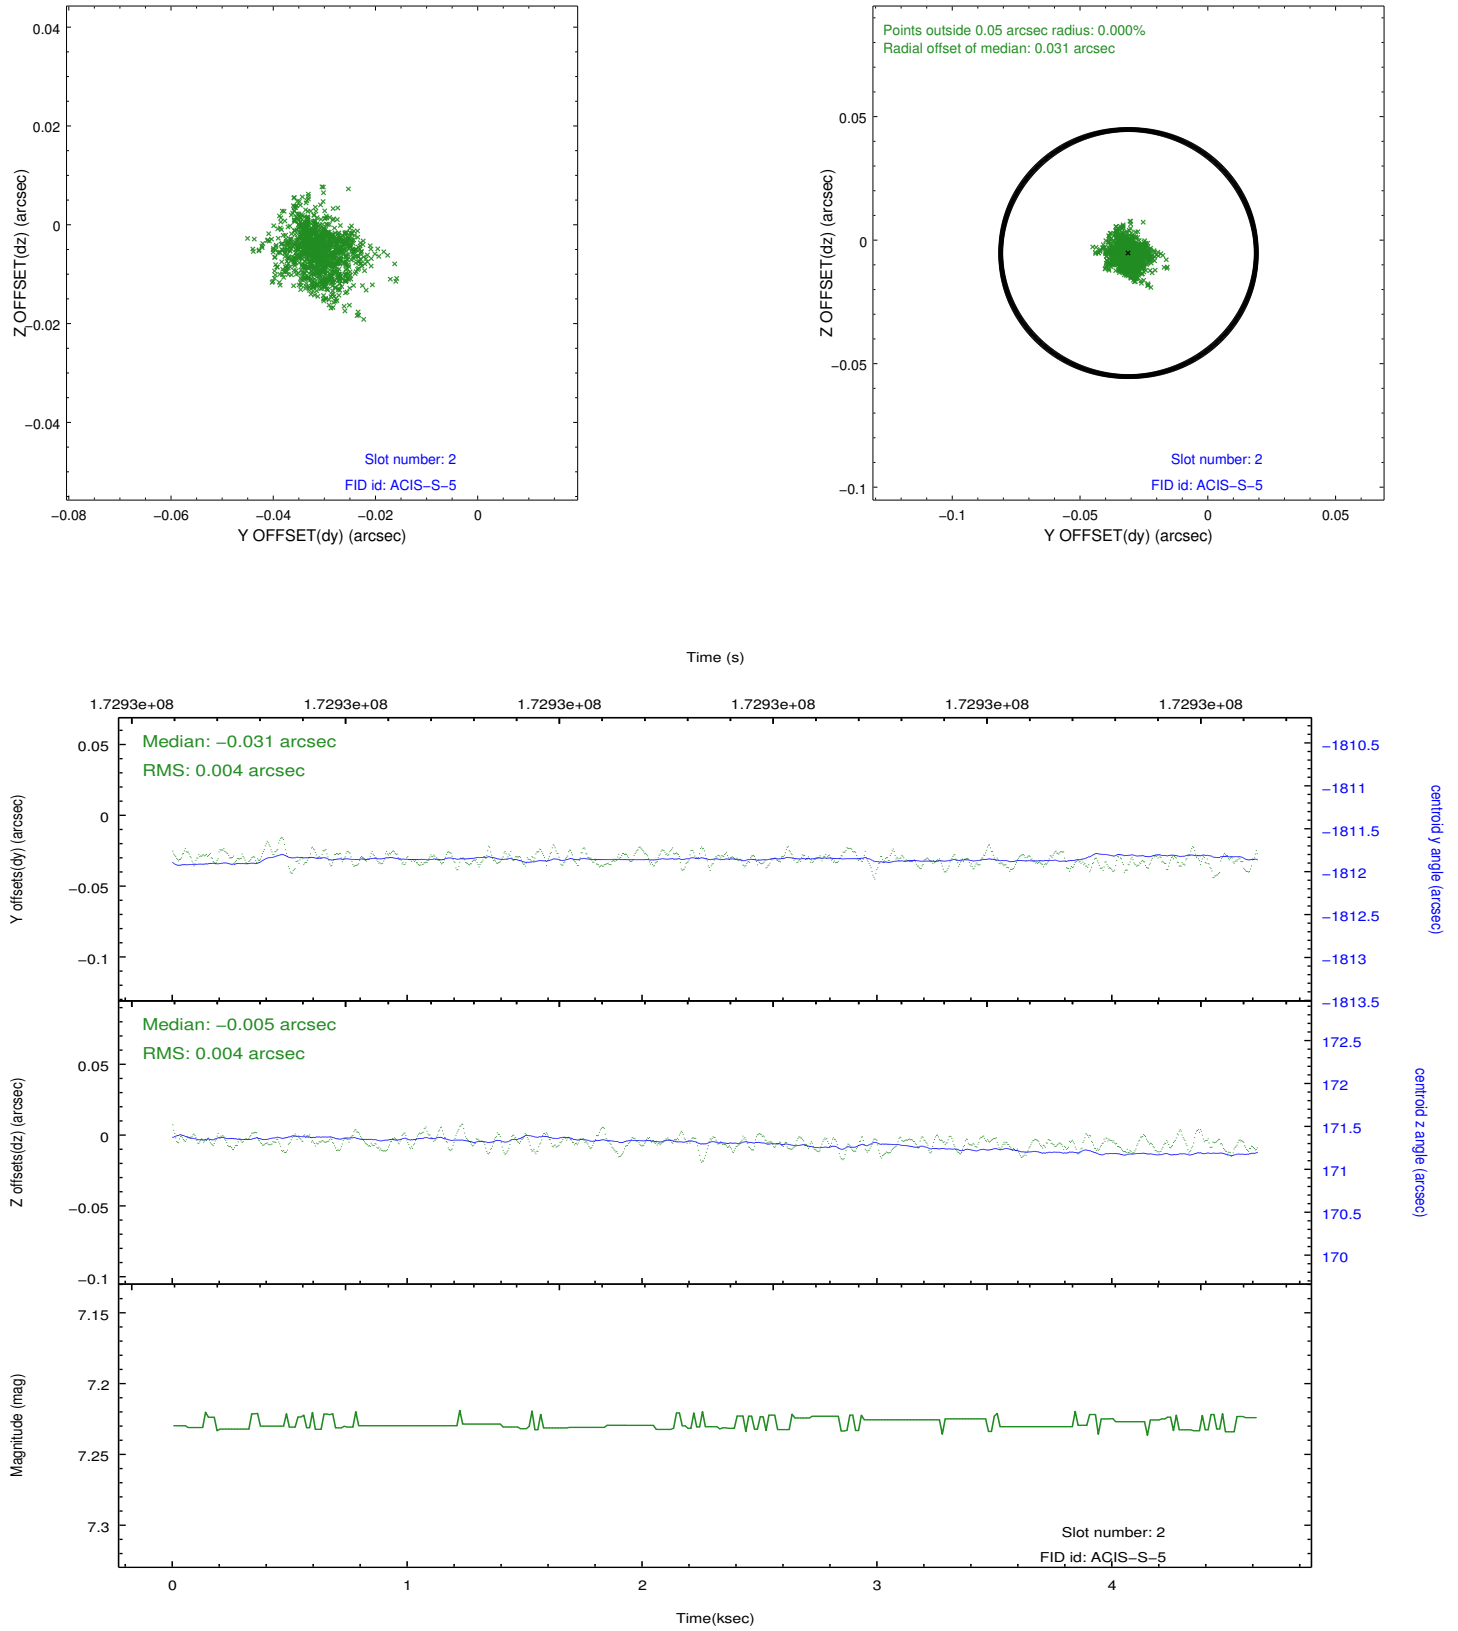 0.04
0.02
0
−0.02
−0.04
Z OFFSET(dz) (arcsec)
Slot number: 2
FID id: ACIS−S−5
−0.08
−0.06
−0.04
−0.02
0
Y OFFSET(dy) (arcsec)
Points outside 0.05 arcsec radius: 0.000%
Radial offset of median: 0.031 arcsec
0.05
0
−0.05
−0.1
Z OFFSET(dz) (arcsec)
Slot number: 2
FID id: ACIS−S−5
−0.1
−0.05
0
0.05
Y OFFSET(dy) (arcsec)
Time (s)
1.7293e+08
1.7293e+08
1.7293e+08
1.7293e+08
1.7293e+08
1.7293e+08
Median: −0.031 arcsec
RMS: 0.004 arcsec
0.05
0
−0.05
−0.1
Y offsets(dy) (arcsec)
−1810.5
−1811
−1811.5
−1812
−1812.5
−1813
−1813.5
centroid y angle (arcsec)
Median: −0.005 arcsec
RMS: 0.004 arcsec
0.05
0
−0.05
−0.1
Z offsets(dz) (arcsec)
172.5
172
171.5
171
170.5
170
centroid z angle (arcsec)
7.15
7.2
7.25
7.3
Magnitude (mag)
Slot number: 2
FID id: ACIS−S−5
0
1
2
3
4
Time(ksec)